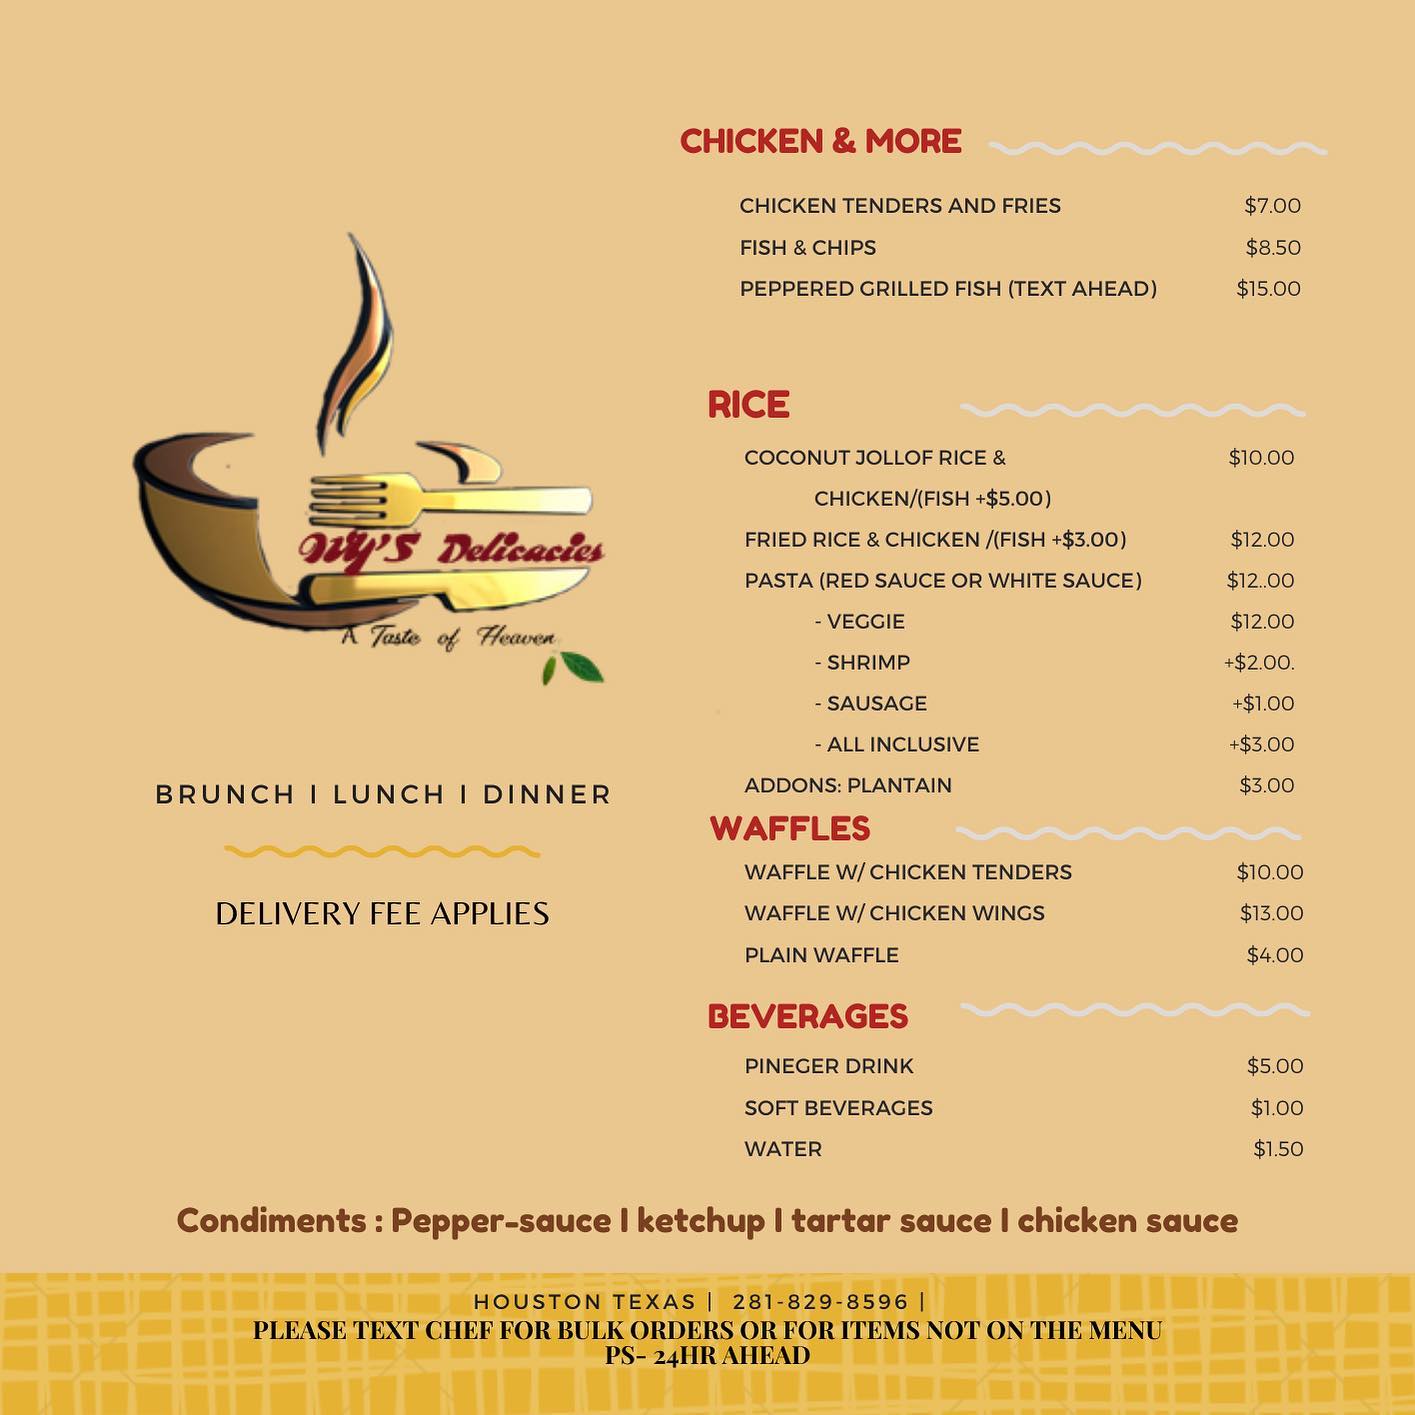 CHICKEN & MORE
CHICKEN TENDERS AND FRIES $7.00
FISH & CHIPS $8.50
PEPPERED GRILLED FISH (TEXT AHEAD) $15.00
RICE
COCONUT JOLLOF RICE & $10.00
CHICKEN/(FISH +$5.00)
FRIED RICE & CHICKEN /(FISH +$3.00) $12.00
PASTA (RED SAUCE OR WHITE SAUCE) $12..00
- VEGGIE $12.00
- SHRIMP +$2.00.
- SAUSAGE +$1.00
- ALL INCLUSIVE +$3.00
ADDONS: PLANTAIN $3.00
WAFFLES
WAFFLE W/ CHICKEN TENDERS $10.00
WAFFLE W/ CHICKEN WINGS $13.00
PLAIN WAFFLE $4.00
BEVERAGES
PINEGER DRINK $5.00
SOFT BEVERAGES $1.00
WATER $1.50
Delicacies
A Taste of Heaven
BRUNCH I LUNCH I DINNER
DELIVERY FEE APPLIES
Condiments : Pepper-sauce I ketchup I tartar sauce I chicken sauce
HOUSTON TEXAS | 281-829-8596 |
PLEASE TEXT CHEF FOR BULK ORDERS OR FOR ITEMS NOT ON THE MENU
PS- 24HR AHEAD